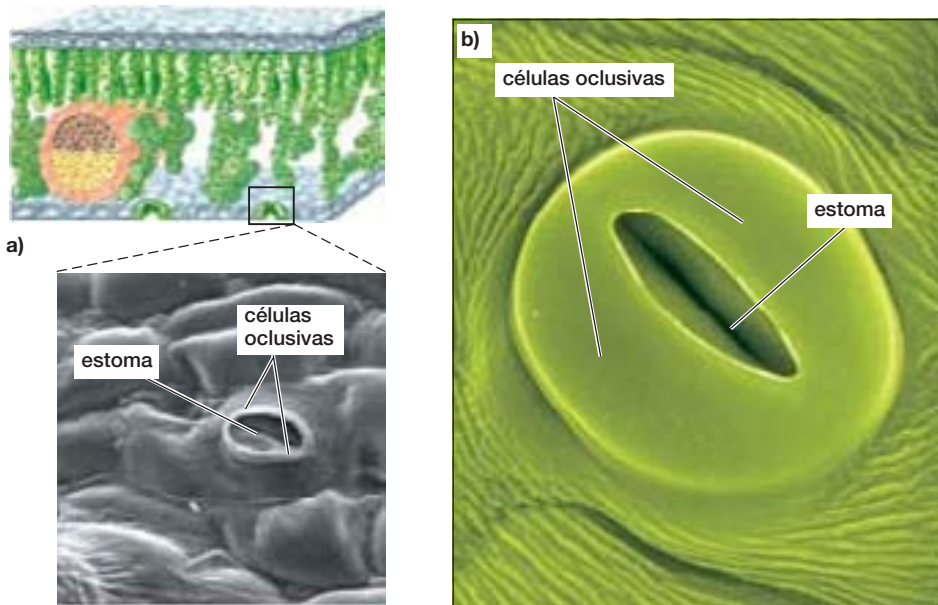 a)
células
oclusivas
estoma
b)
células oclusivas
estoma